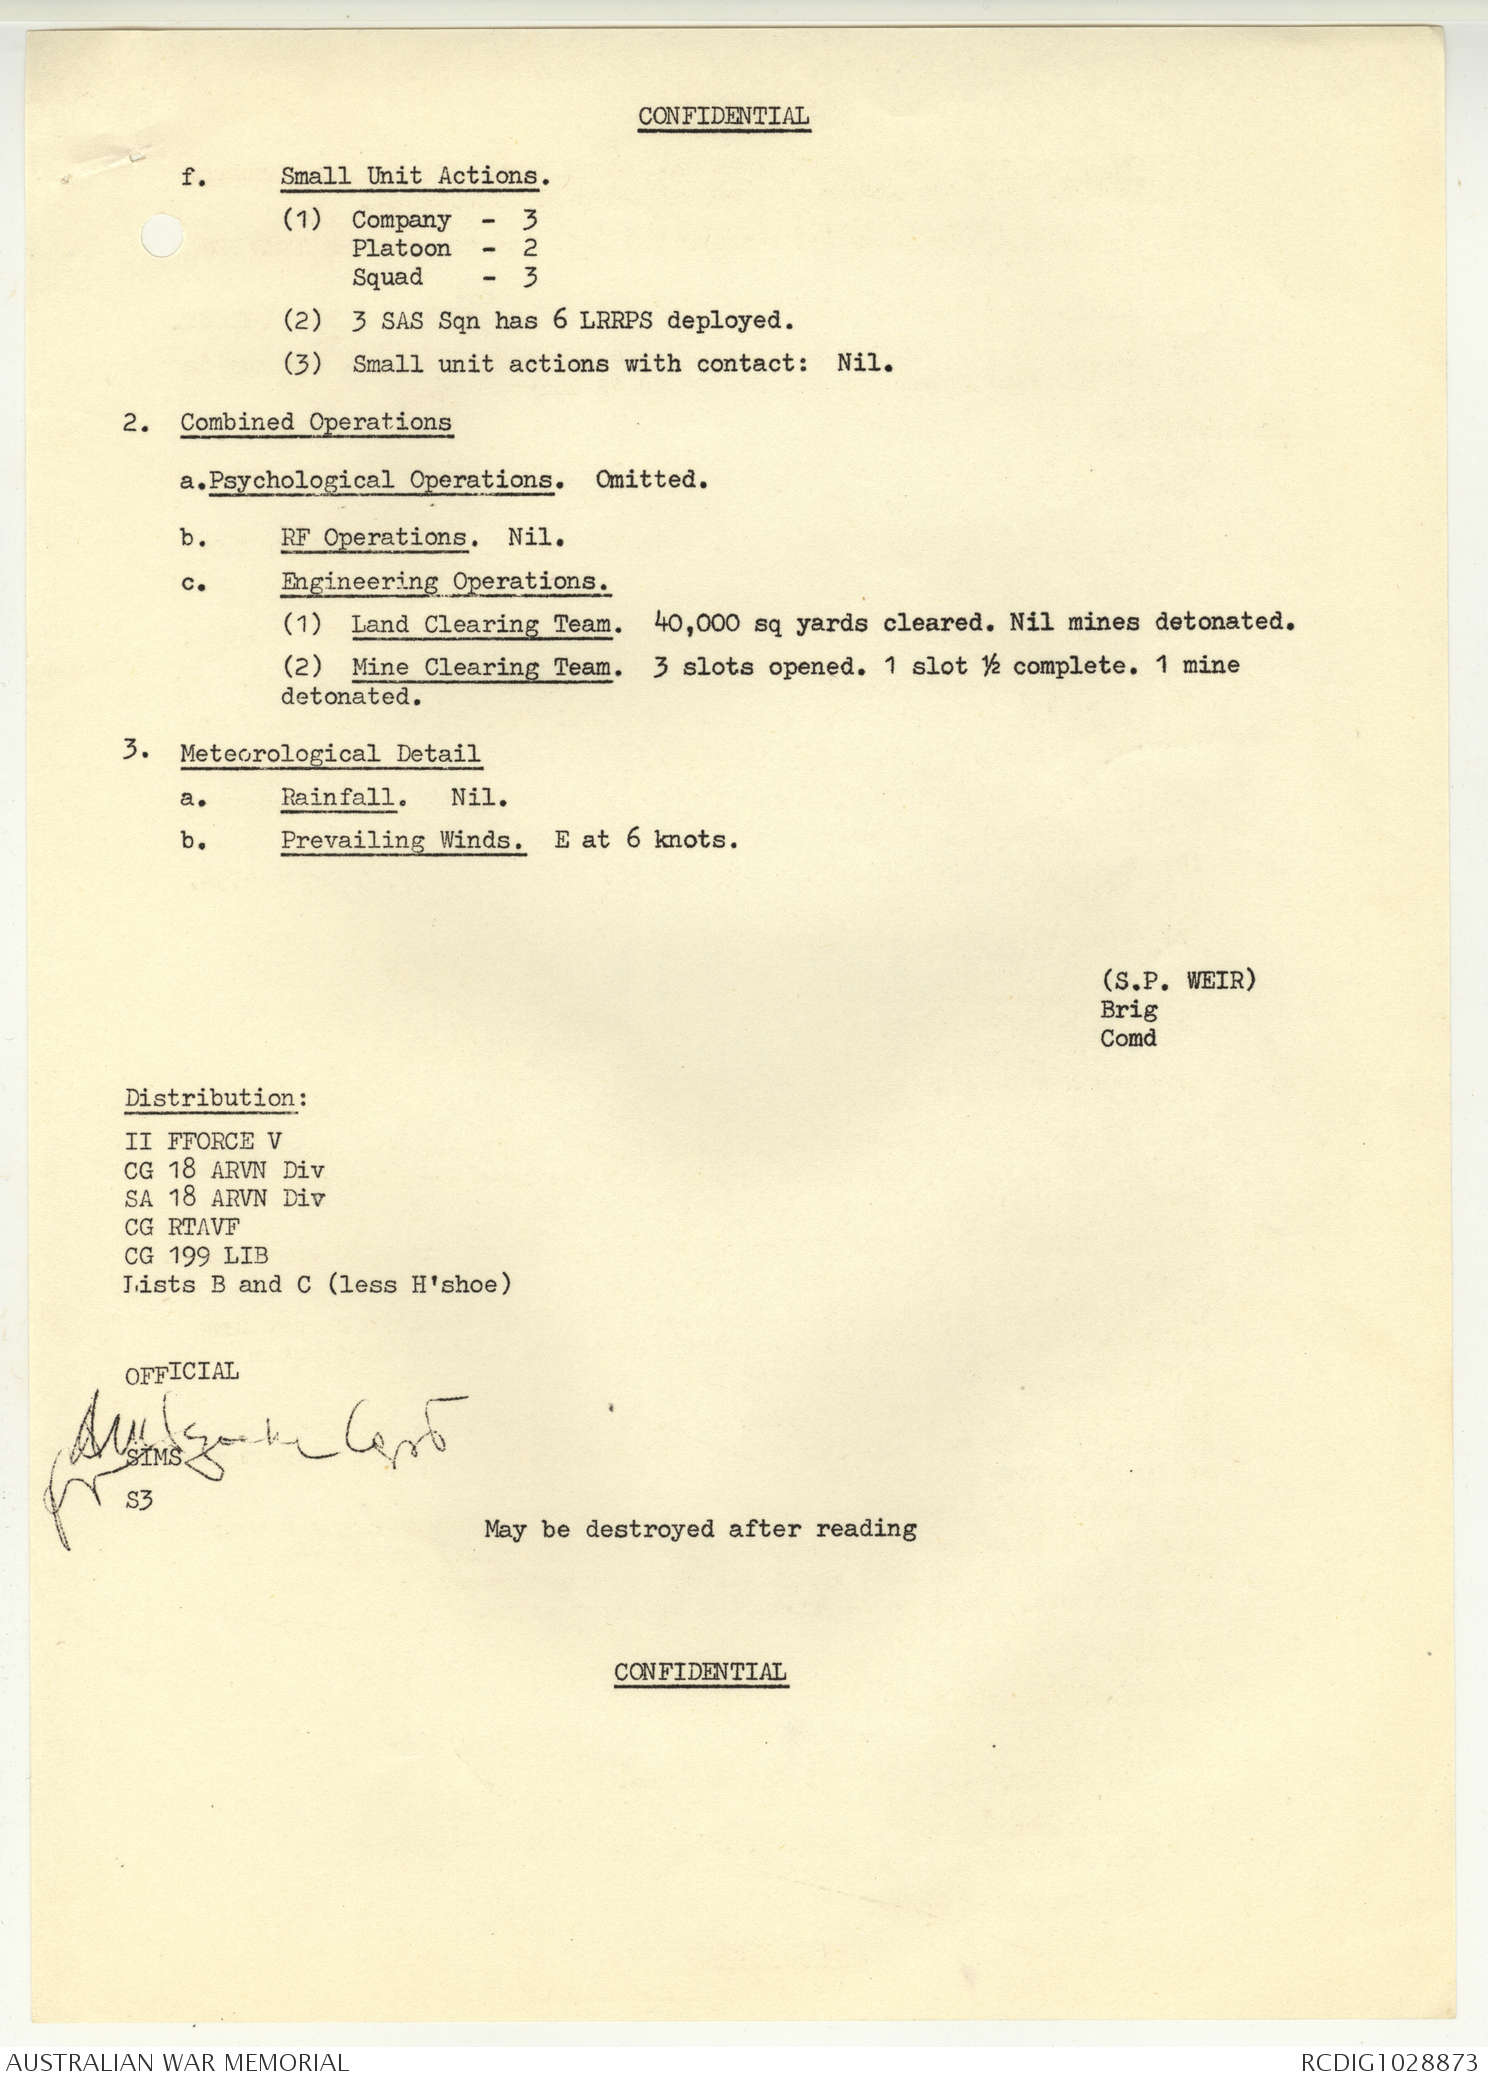 CONFIDENTIAL
f. Small Unit Actions.
(1) Company - 3
Platoon - 2
Squad - 3
(2) 3 SAS Sqn has 6 LRRPS deployed.
(3) Small unit actions with contact: Nil.
2. Combined Operations
a.Psychological Operations. Omitted.
b. RF Operations. Nil.
c. Engineering Operations.
(1) Land Clearing Team. 40,000 sq yards cleared. Nil mines detonated.
(2) Mine Clearing Team. 3 slots opened. 1 slot ½ complete. 1 mine
detonated.
3. Meteorological Detail
a. Rainfall. Nil.
b. Prevailing Winds. E at 6 knots.
(S.P. WEIR)
Brig
Comd
Distribution:
II FFORCE V
CG 18 ARVN Div
SA 18 ARVN Div
CG RTAVF
CG 199 LIB
Lists B and C (less H'shoe)
OFFICIAL
Capt
for SIMS
S3
May be destroyed after reading
CONFIDENTIAL
AUSTRALIAN WAR MEMORIAL
RCDIG1028873